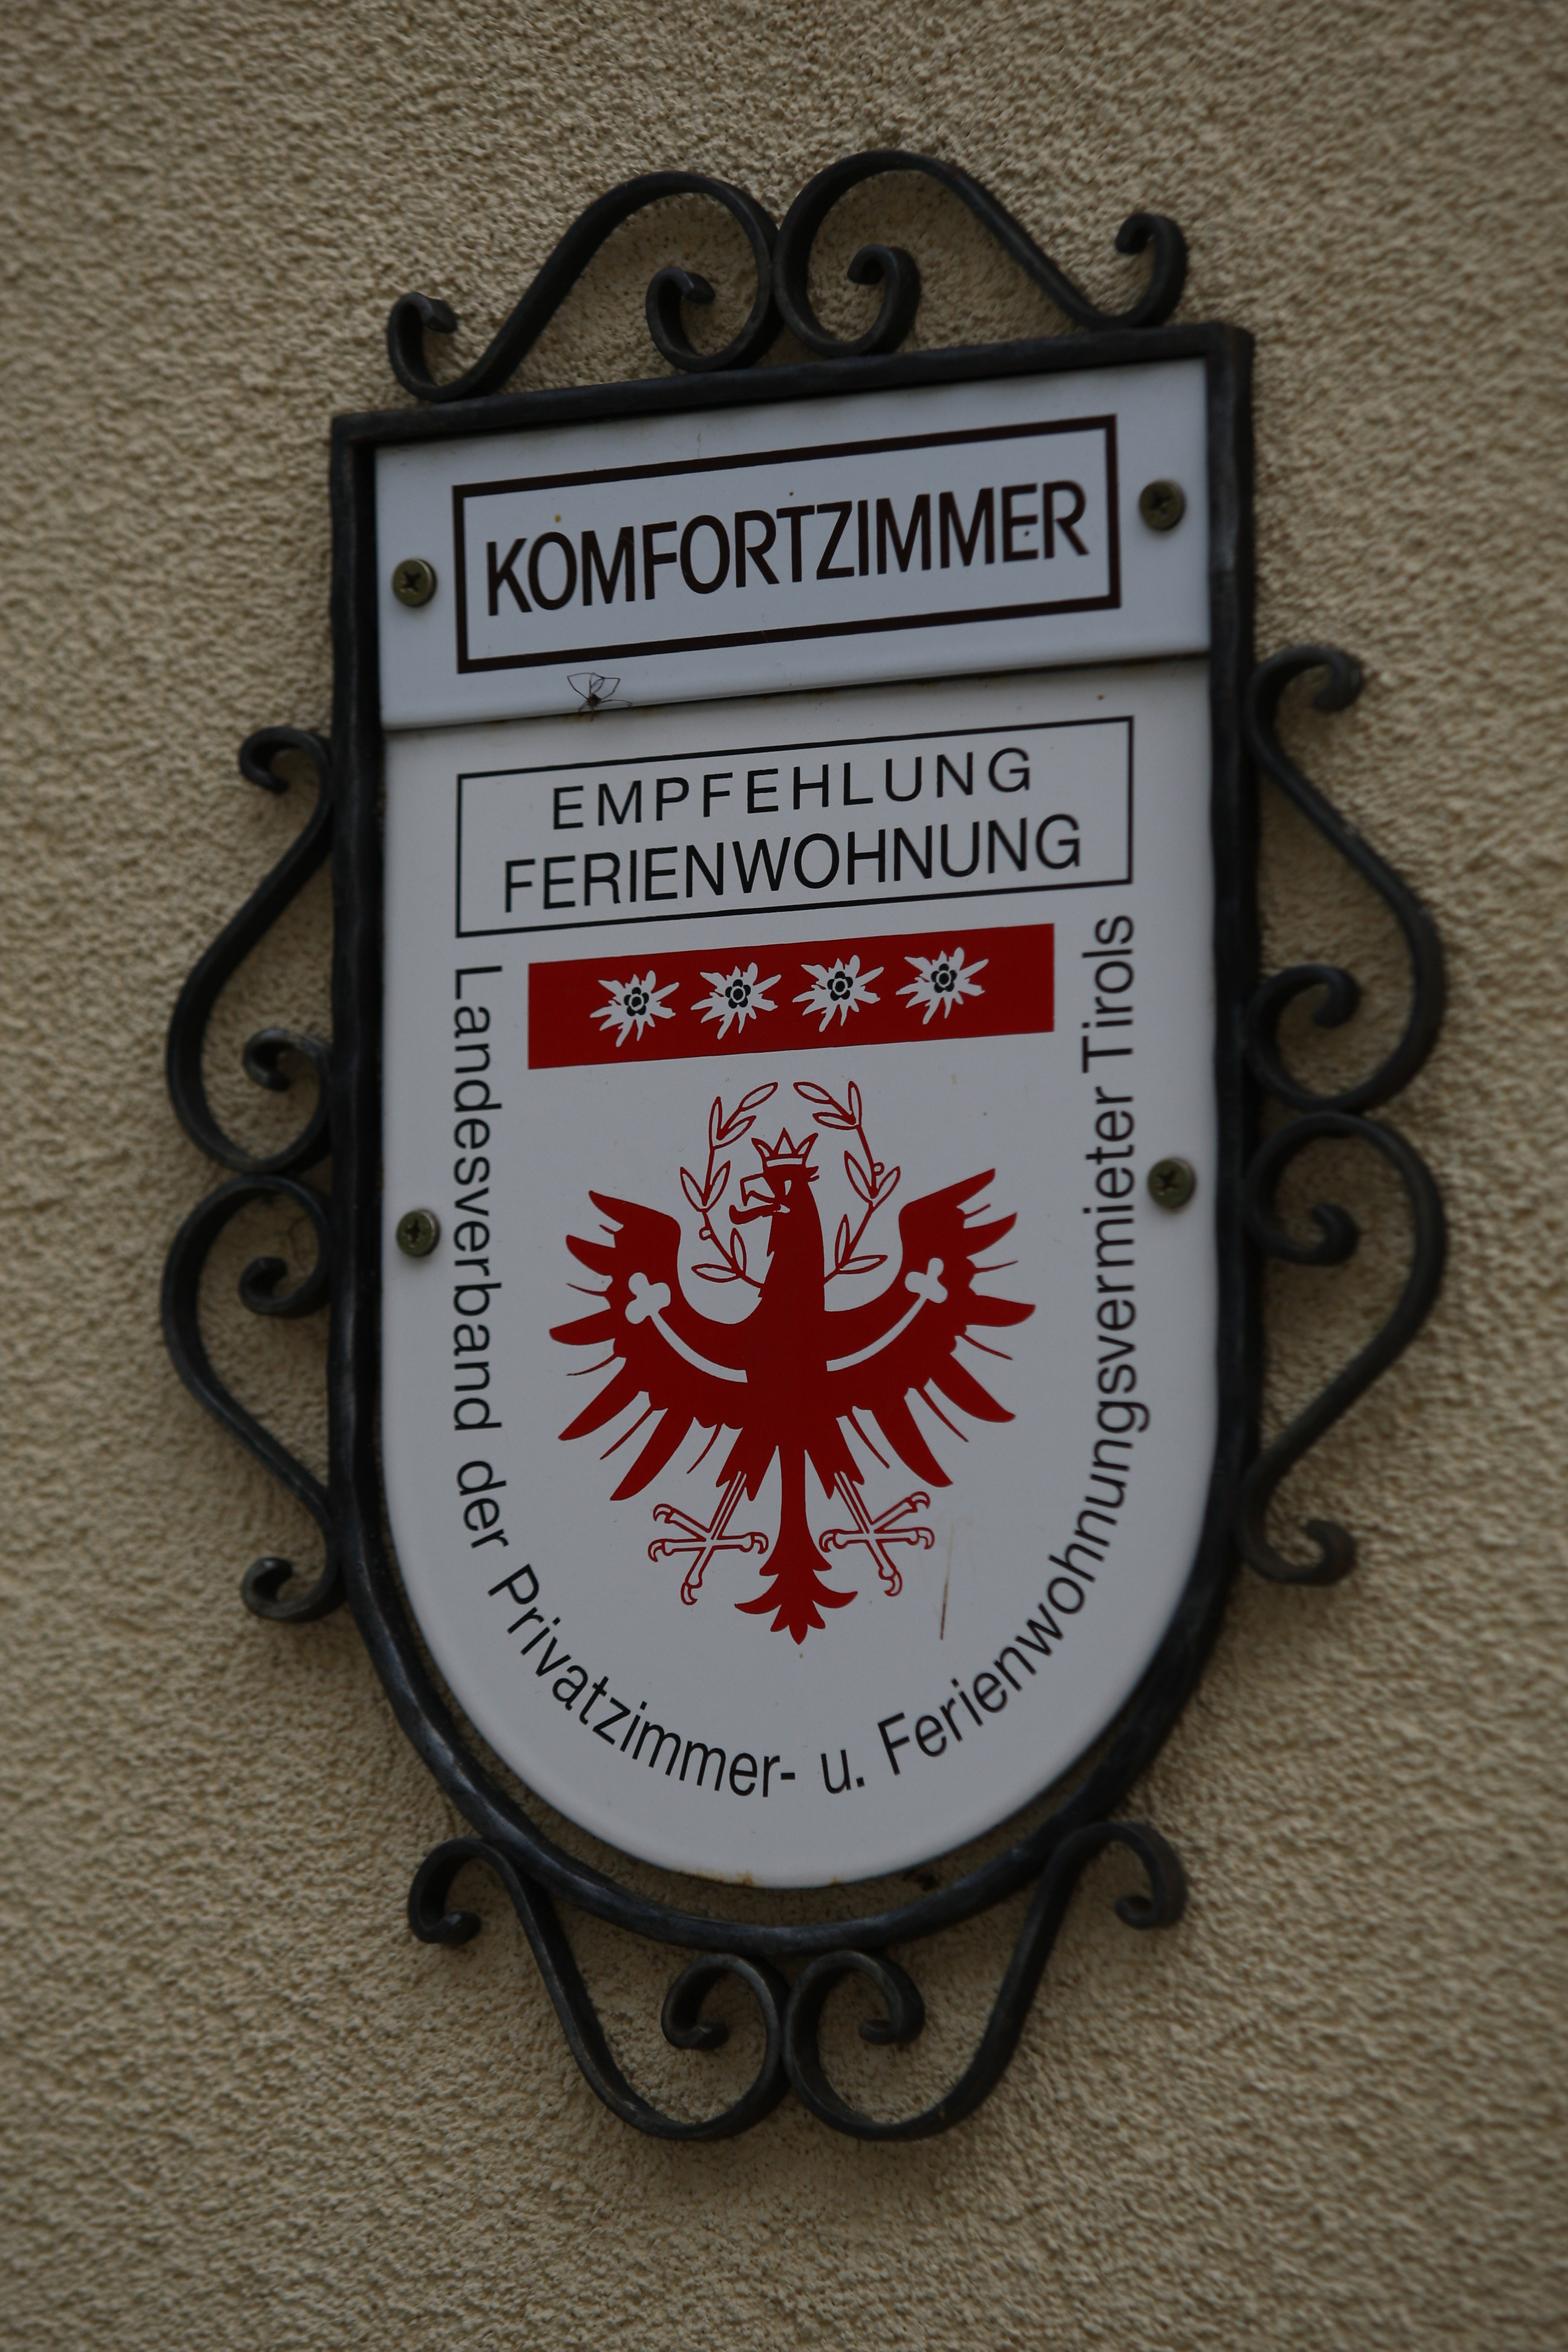 KOMFORTZIMMER
EMPFEHLUNG
FERIENWOHNUNG
Landesverband der Privatzimmer- u. Ferienwohnungsvermieter Tirols